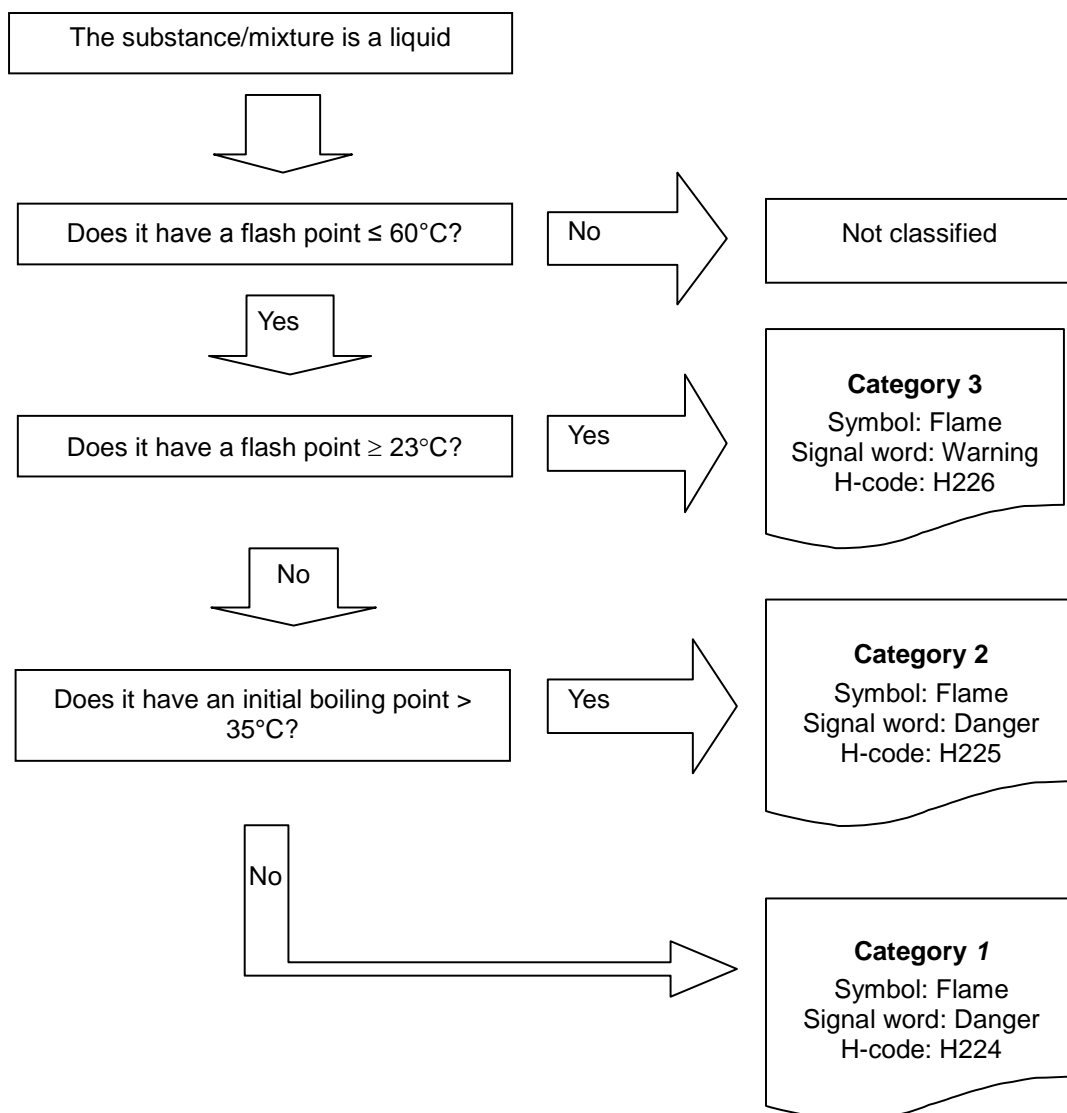 The substance/mixture is a liquid
Does it have a flash point ≤ 60°C?
No
Not classified
Yes
Does it have a flash point ≥ 23°C?
Yes
Category 3
Symbol: Flame
Signal word: Warning
H-code: H226
No
Does it have an initial boiling point >
35°C?
Yes
Category 2
Symbol: Flame
Signal word: Danger
H-code: H225
No
Category 1
Symbol: Flame
Signal word: Danger
H-code: H224